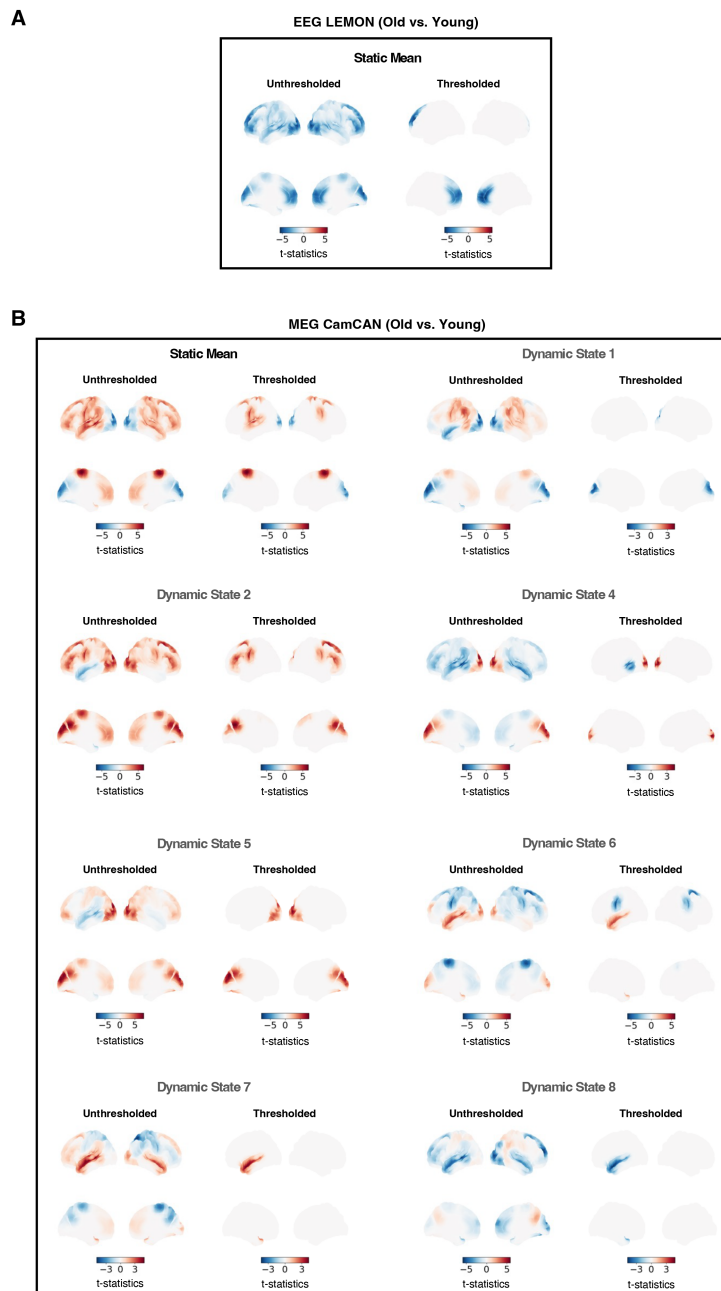 A
EEG LEMON (Old vs. Young)
Static Mean
Unthresholded Thresholded
−5 0 5 −5 0 5
t-statistics t-statistics
B
MEG CamCAN (Old vs. Young)
Static Mean Dynamic State 1
Unthresholded Thresholded Unthresholded Thresholded
−5 0 5 −5 0 5 −5 0 5 −3 0 3
t-statistics t-statistics t-statistics t-statistics
Dynamic State 2 Dynamic State 4
Unthresholded Thresholded Unthresholded Thresholded
−5 0 5 −5 0 5 −5 0 5 −3 0 3
t-statistics t-statistics t-statistics t-statistics
Dynamic State 5 Dynamic State 6
Unthresholded Thresholded Unthresholded Thresholded
−5 0 5 −5 0 5 −5 0 5 −5 0 5
t-statistics t-statistics t-statistics t-statistics
Dynamic State 7 Dynamic State 8
Unthresholded Thresholded Unthresholded Thresholded
−3 0 3 −3 0 3 −5 0 5 −3 0 3
t-statistics t-statistics t-statistics t-statistics